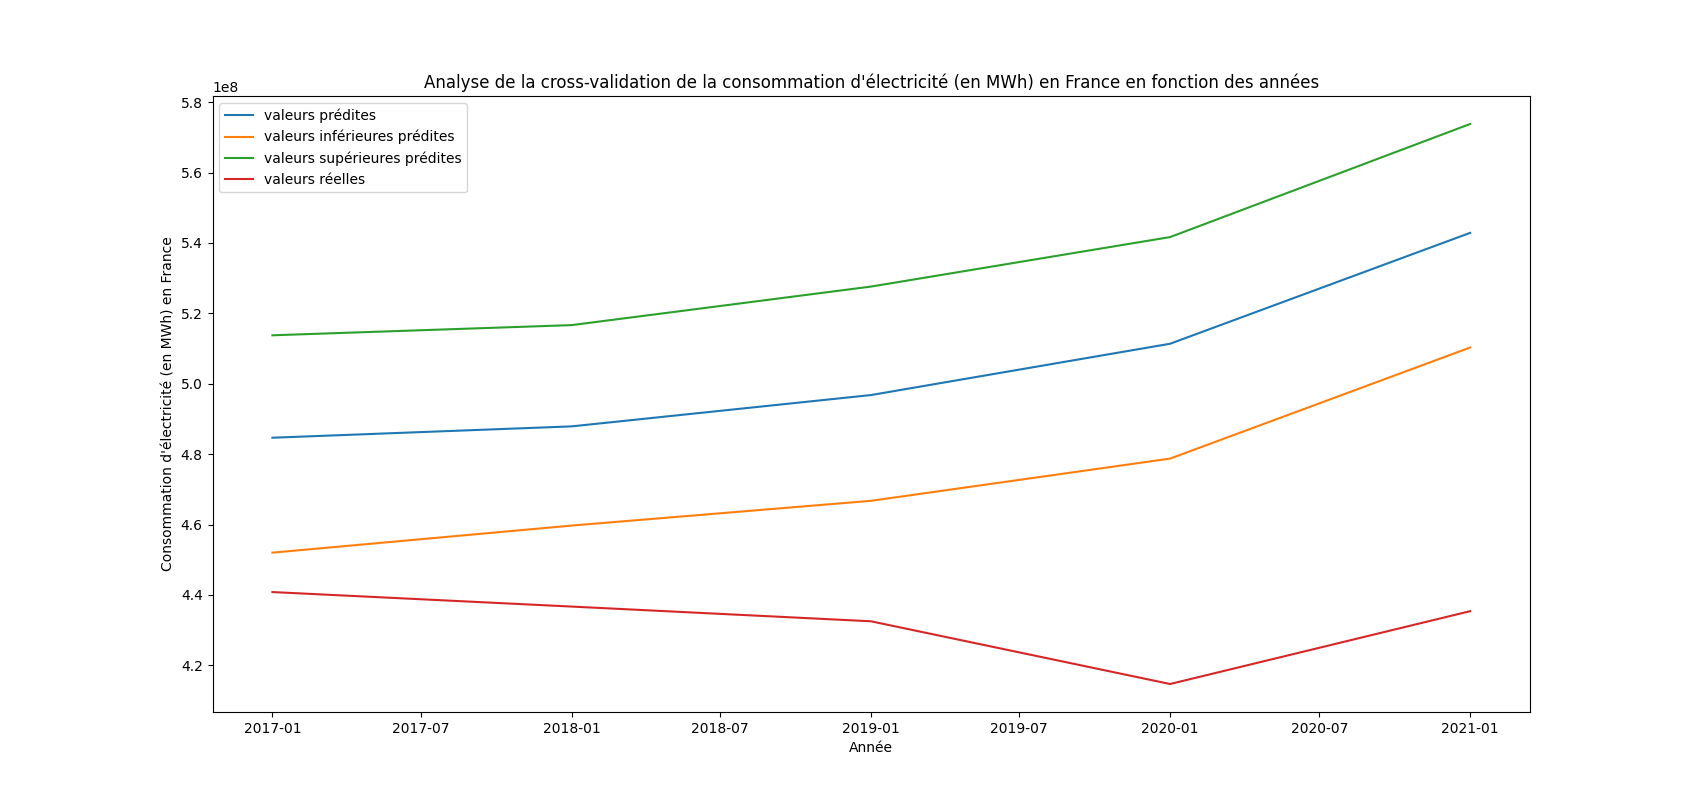 Analyse de la cross-validation de la consommation d'électricité (en MWh) en France en fonction des années
1e8
valeurs prédites
valeurs inférieures prédites
valeurs supérieures prédites
valeurs réelles
5.8
5.6
5.4
5.2
5.0
4.8
4.6
4.4
4.2
Consommation d'électricité (en MWh) en France
2017-01 2017-07 2018-01 2018-07 2019-01 2019-07 2020-01 2020-07 2021-01
Année